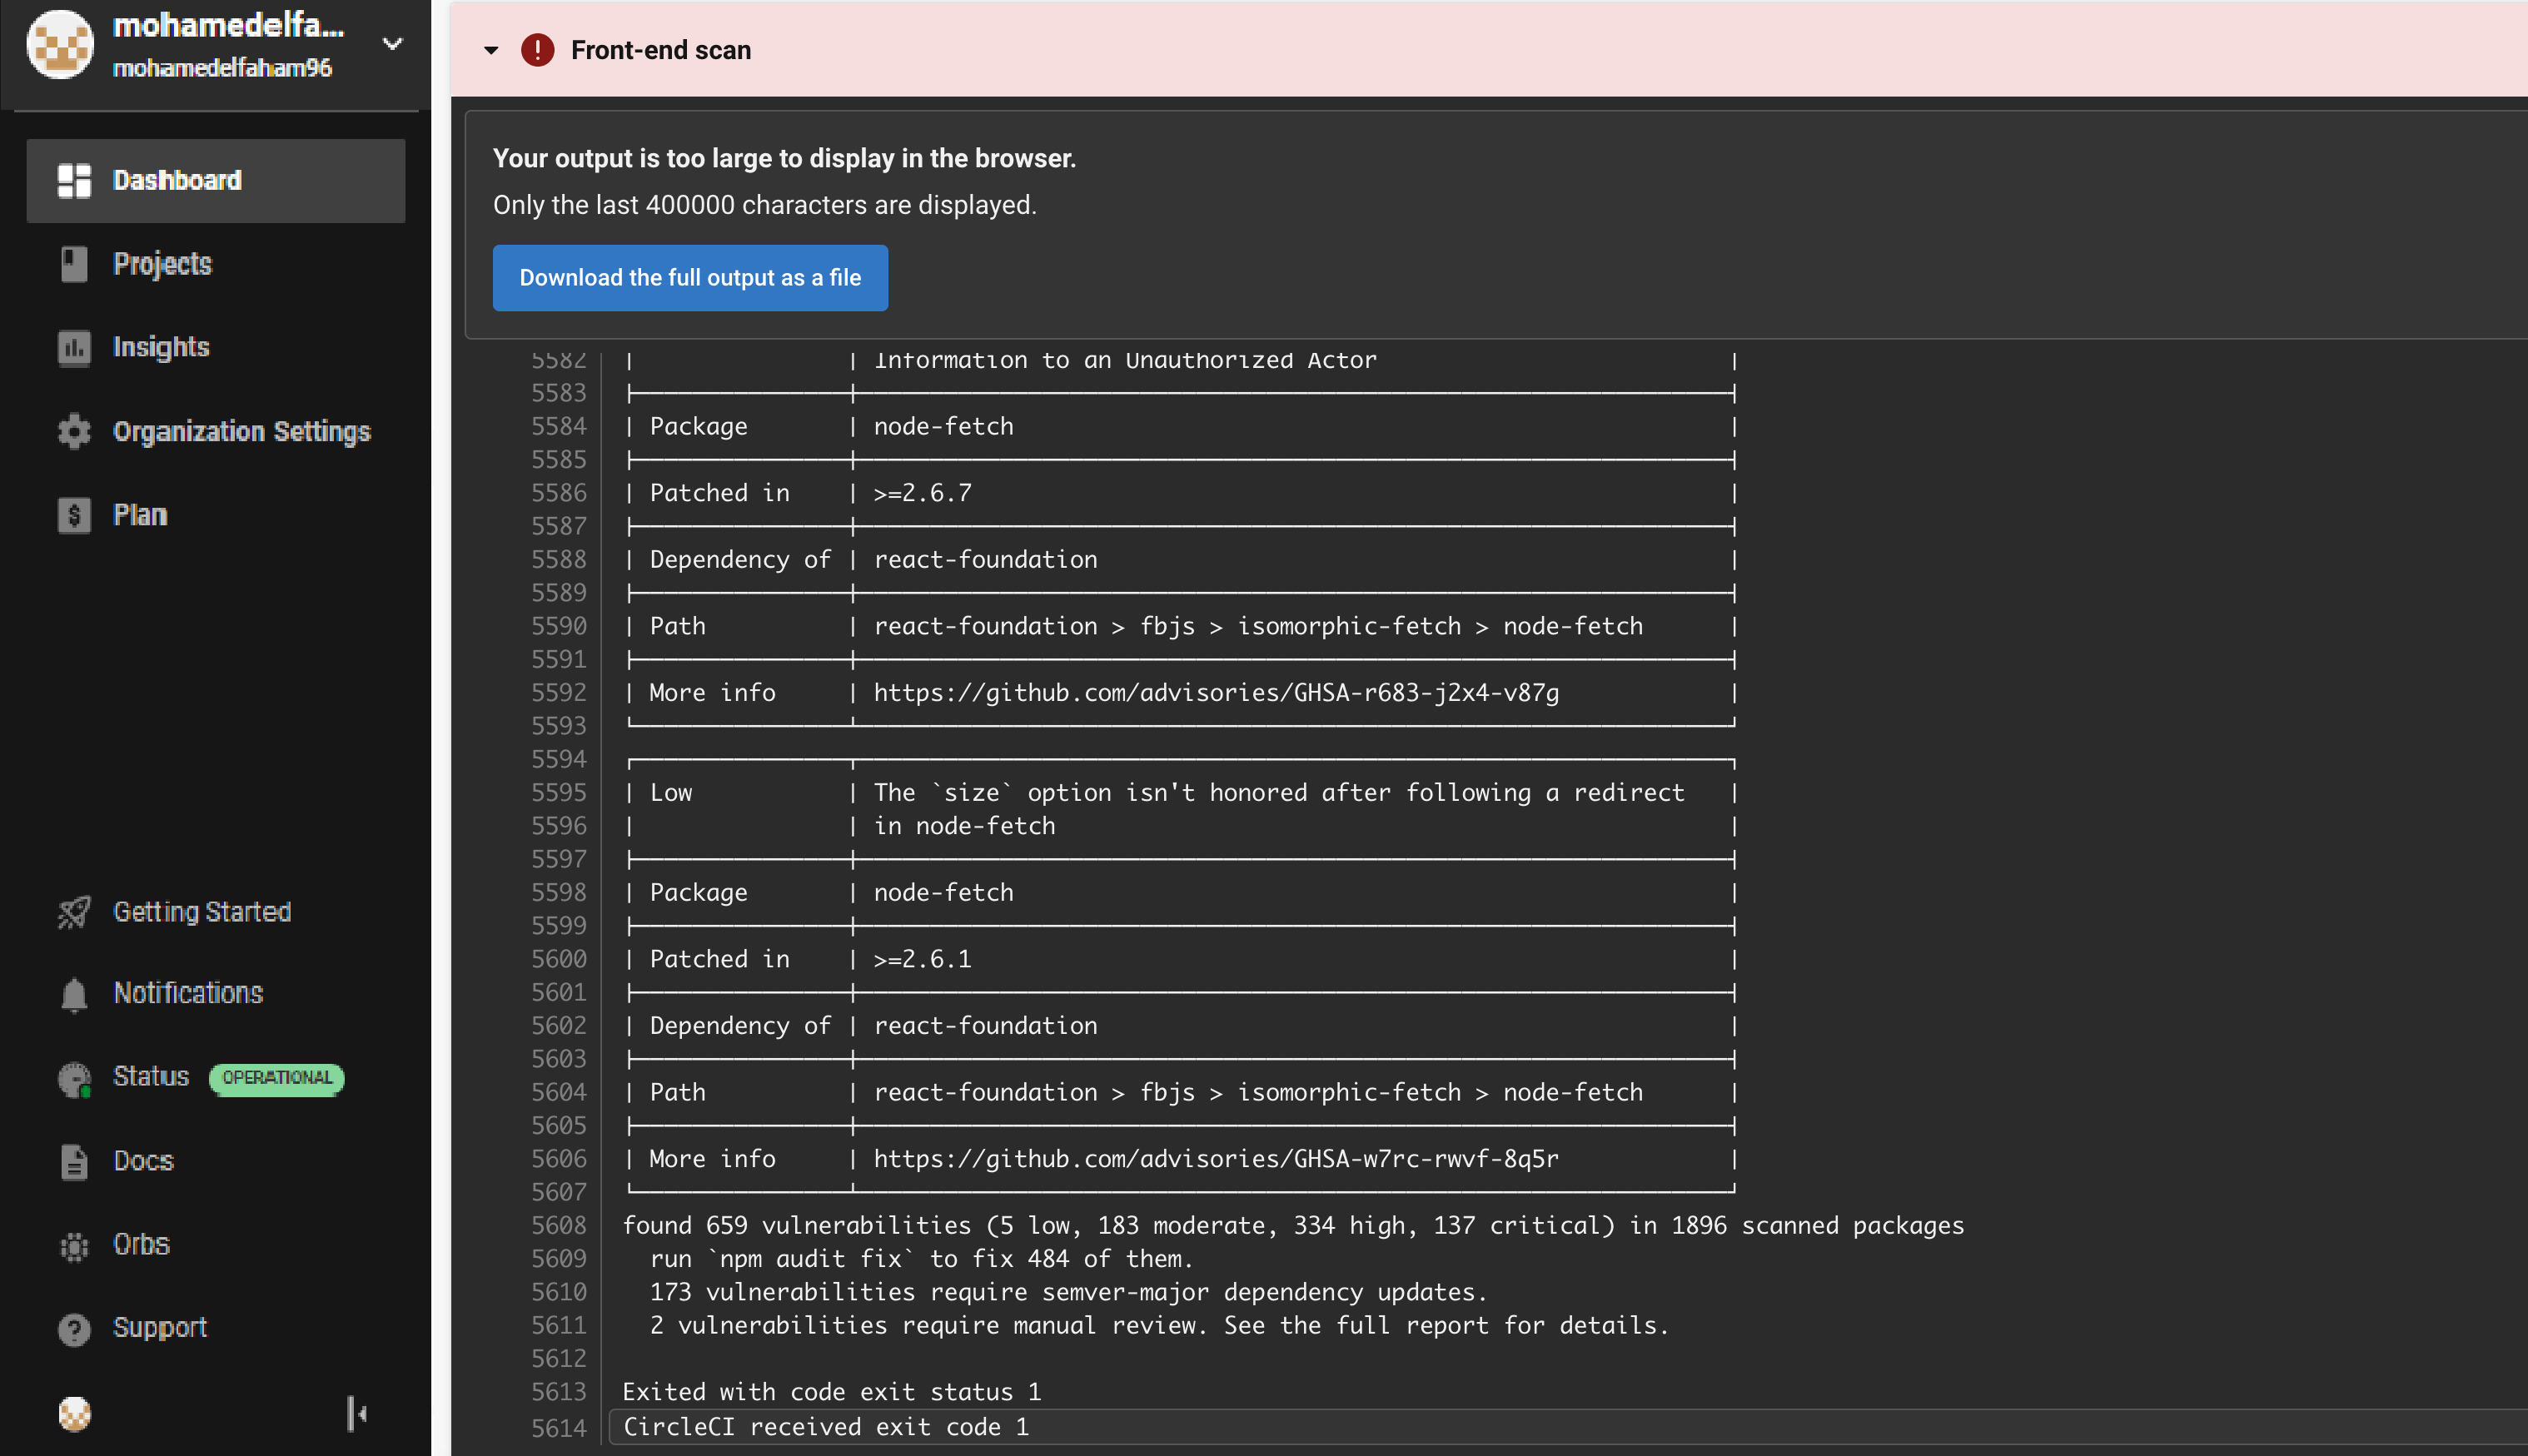 mohamedelfa...
mohamedelfaham96
Dashboard
Projects
Insights
Organization Settings
Plan
Getting Started
Notifications
Status OPERATIONAL
Docs
Orbs
Support
Front-end scan
Your output is too large to display in the browser.
Only the last 400000 characters are displayed.
Download the full output as a file
5582 | | Information to an Unauthorized Actor |
5583
5584 | Package | node-fetch |
5585
5586 | Patched in | >=2.6.7 |
5587
5588 | Dependency of | react-foundation |
5589
5590 | Path | react-foundation > fbjs > isomorphic-fetch > node-fetch |
5591
5592 | More info | https://github.com/advisories/GHSA-r683-j2x4-v87g |
5593
5594
5595 | Low | The `size` option isn't honored after following a redirect |
5596 | | in node-fetch |
5597
5598 | Package | node-fetch |
5599
5600 | Patched in | >=2.6.1 |
5601
5602 | Dependency of | react-foundation |
5603
5604 | Path | react-foundation > fbjs > isomorphic-fetch > node-fetch |
5605
5606 | More info | https://github.com/advisories/GHSA-w7rc-rwvf-8q5r |
5607
5608 found 659 vulnerabilities (5 low, 183 moderate, 334 high, 137 critical) in 1896 scanned packages
5609 run `npm audit fix` to fix 484 of them.
5610 173 vulnerabilities require semver-major dependency updates.
5611 2 vulnerabilities require manual review. See the full report for details.
5612
5613 Exited with code exit status 1
5614 CircleCI received exit code 1